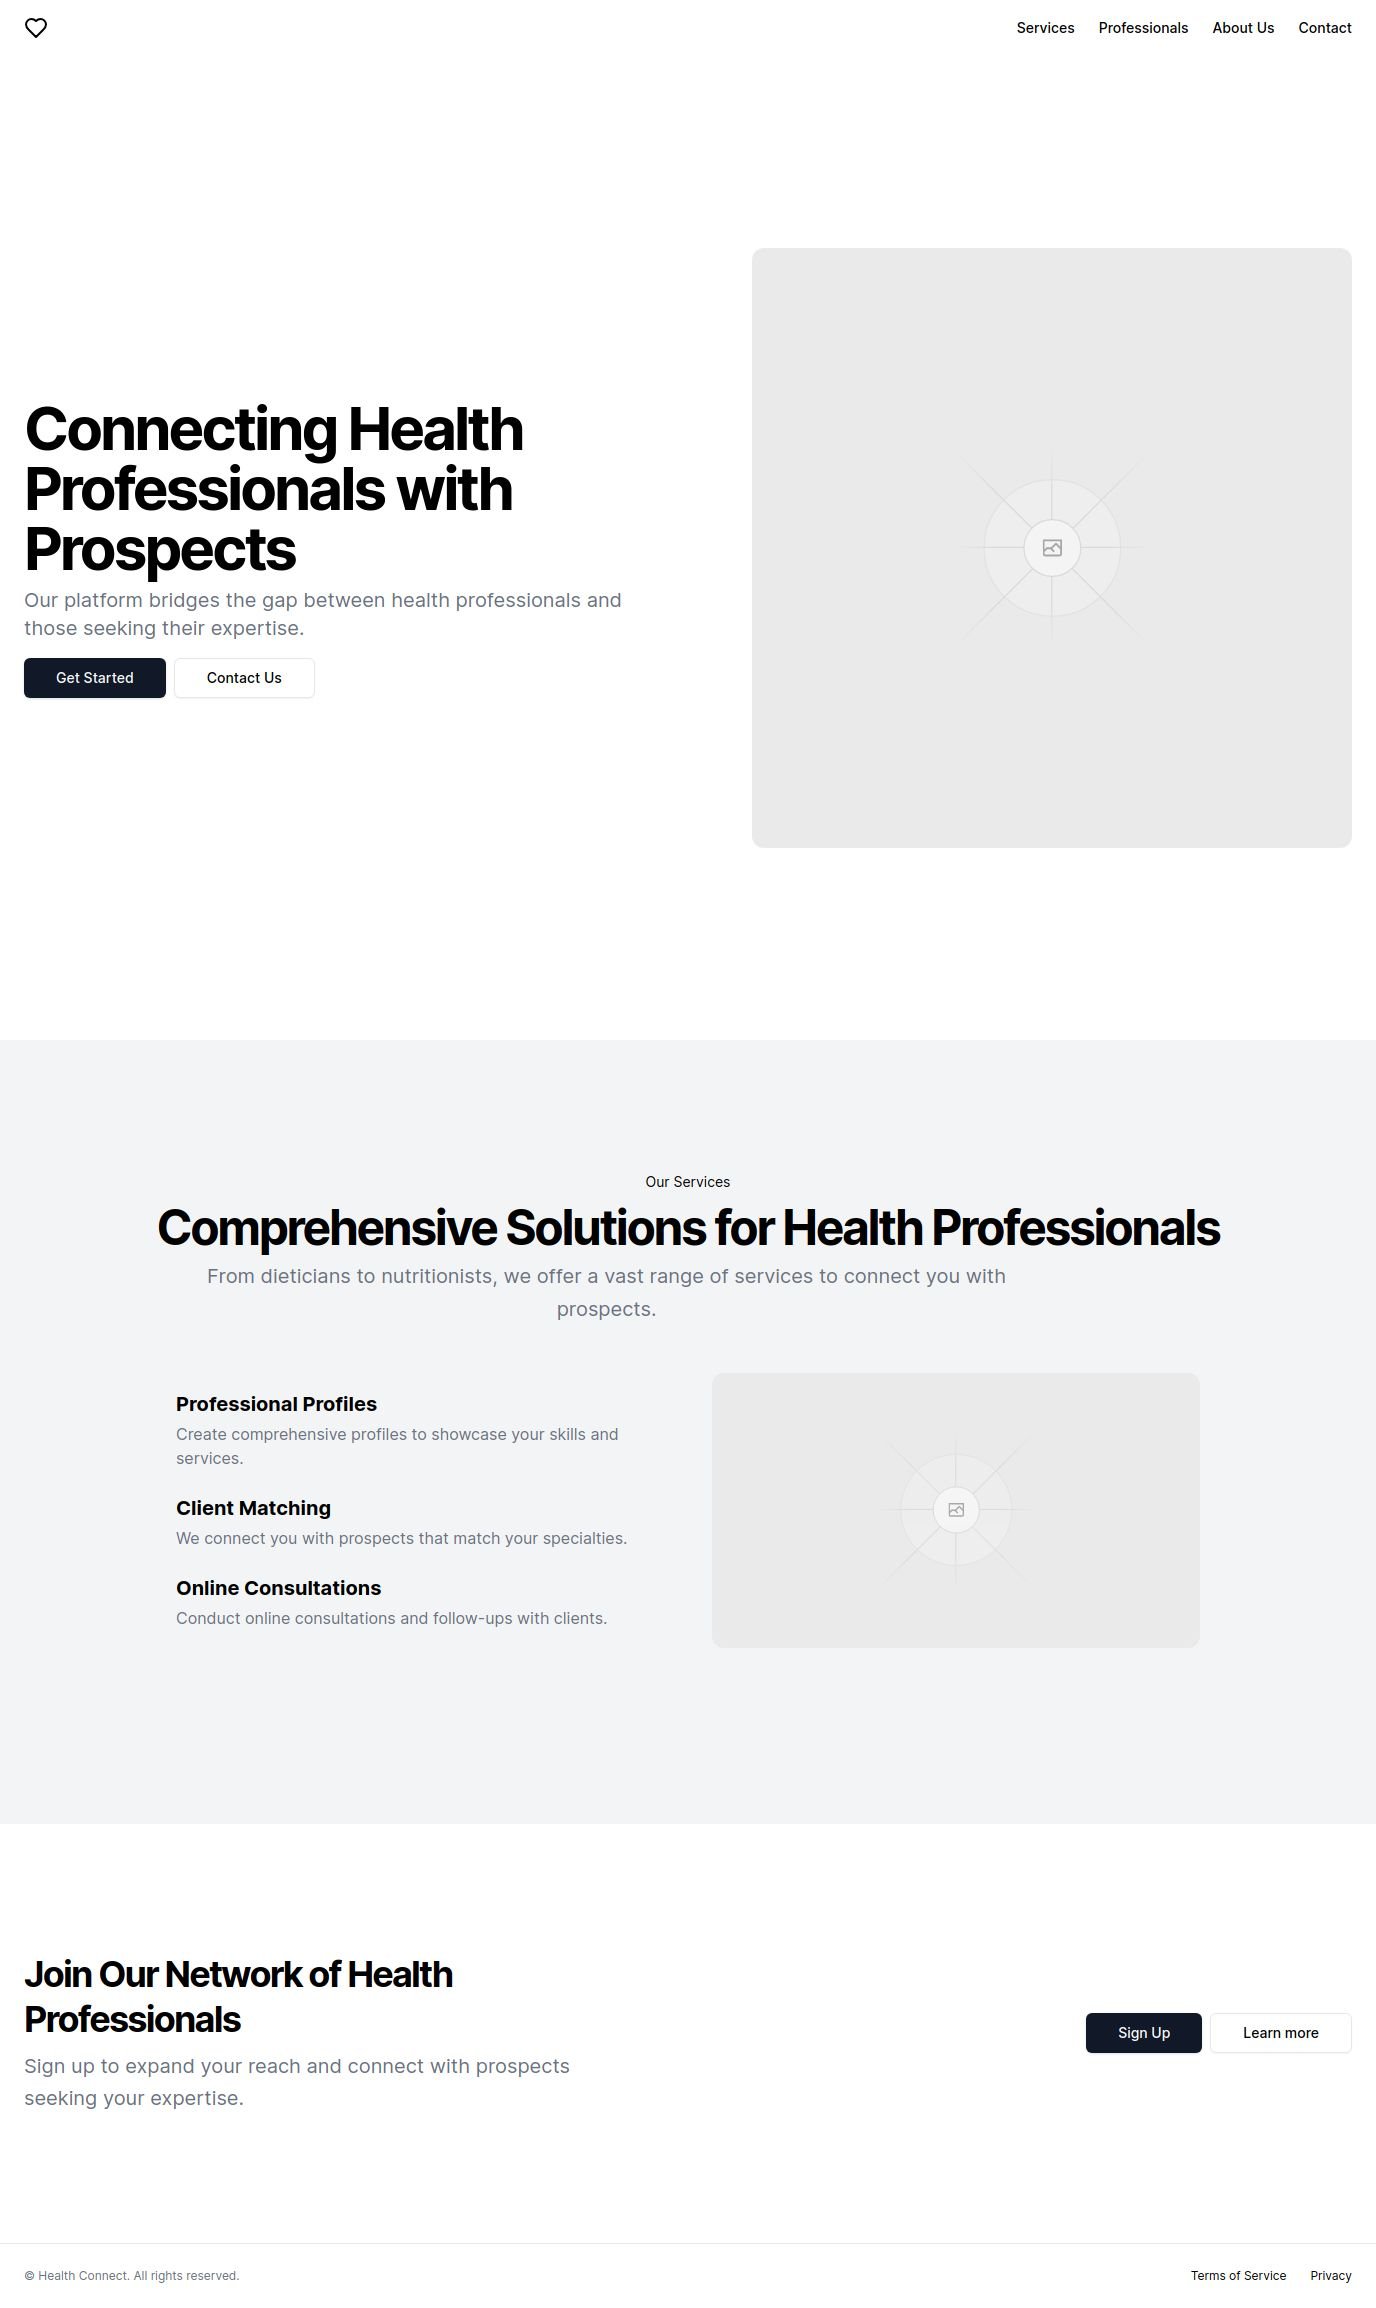 Services Professionals About Us Contact
Connecting Health
Professionals with
Prospects
Our platform bridges the gap between health professionals and
those seeking their expertise.
Get Started Contact Us
Our Services
Comprehensive Solutions for Health Professionals
From dieticians to nutritionists, we offer a vast range of services to connect you with
prospects.
Professional Profiles
Create comprehensive profiles to showcase your skills and
services.
Client Matching
We connect you with prospects that match your specialties.
Online Consultations
Conduct online consultations and follow-ups with clients.
Join Our Network of Health
Professionals
Sign up to expand your reach and connect with prospects
seeking your expertise.
Sign Up Learn more
© Health Connect. All rights reserved.
Terms of Service Privacy